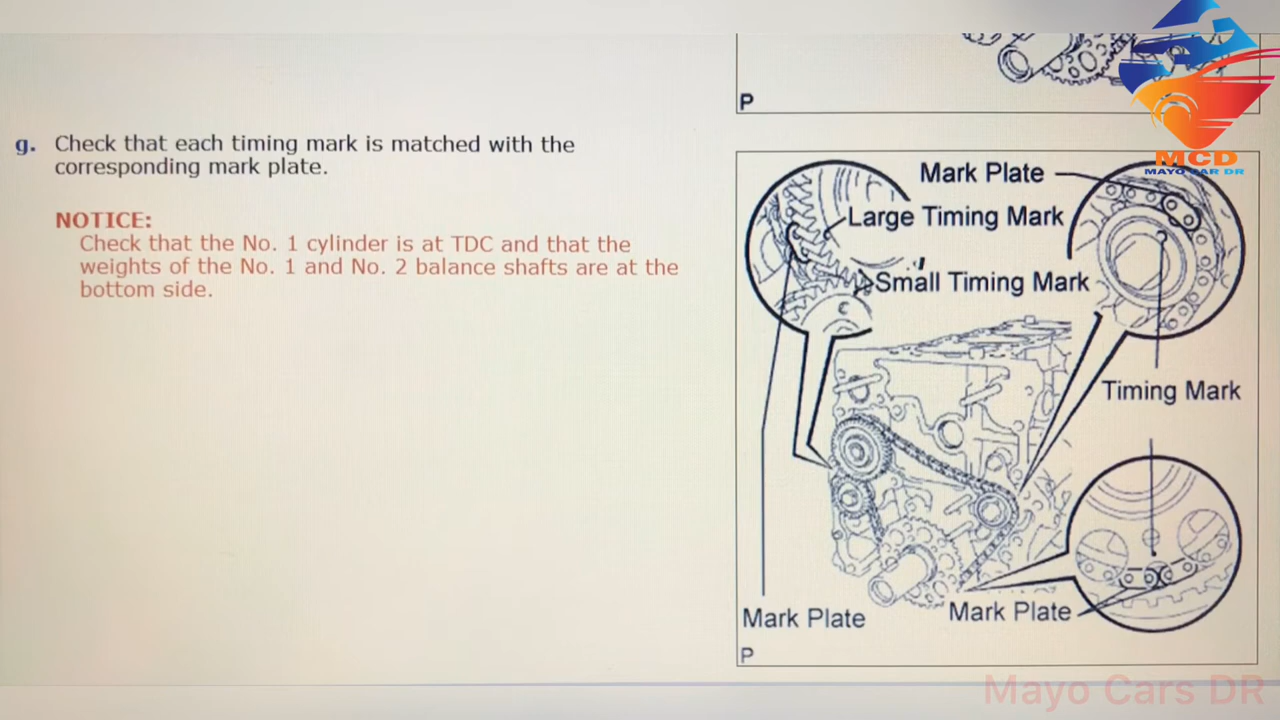 P
MCD
MAYO CAR DR
g. Check that each timing mark is matched with the
corresponding mark plate.
NOTICE:
Check that the No. 1 cylinder is at TDC and that the
weights of the No. 1 and No. 2 balance shafts are at the
bottom side.
Mark Plate
Large Timing Mark
Small Timing Mark
Timing Mark
Mark Plate
Mark Plate
P
Mayo Cars DR